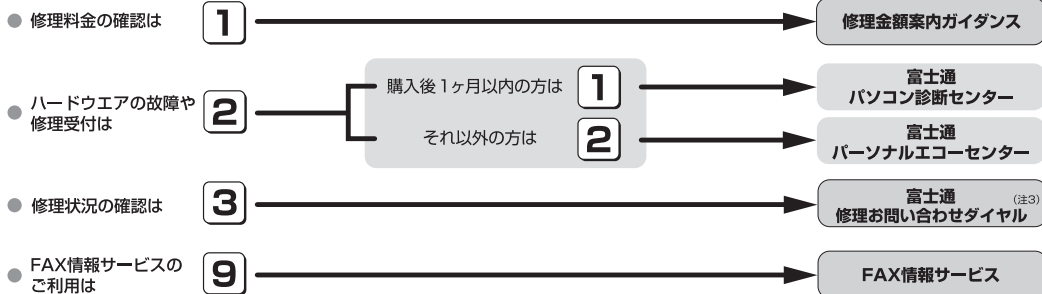 修理料金の確認は
1
修理金額案内ガイダンス
ハードウエアの故障や
修理受付は
2
購入後1ヶ月以内の方は
1
富士通
パソコン診断センター
それ以外の方は
2
富士通
パーソナルエコーセンター
修理状況の確認は
3
富士通 (注3)
修理お問い合わせダイヤル
FAX情報サービスの
ご利用は
9
FAX情報サービス